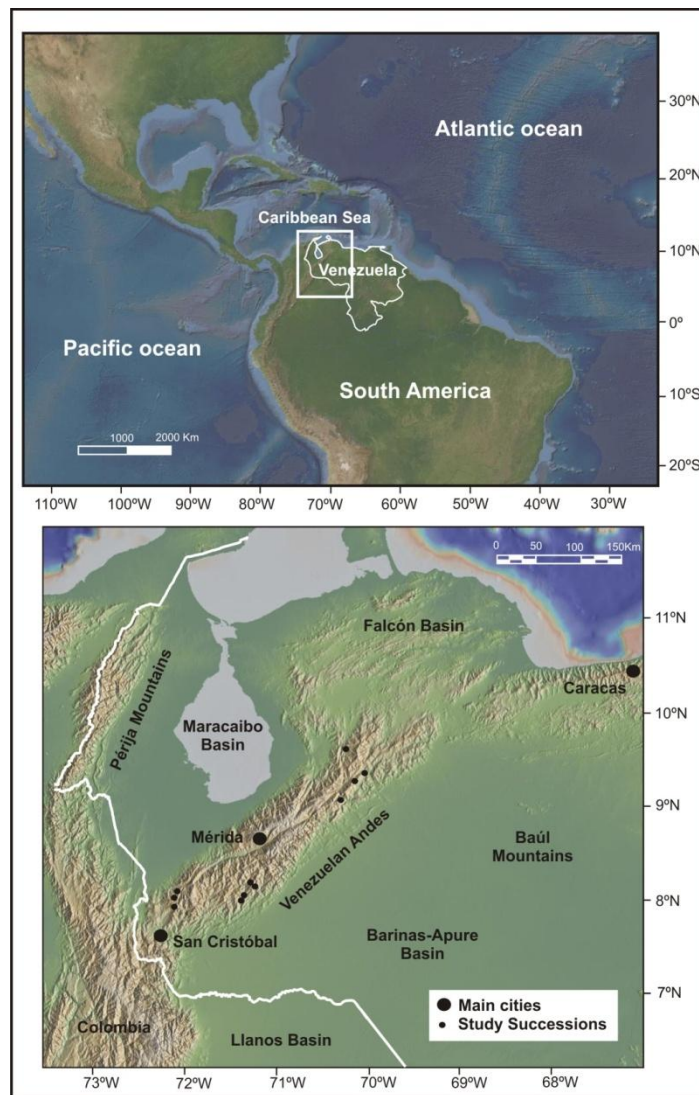 Atlantic ocean
Caribbean Sea
Venezuela
Pacific ocean
South America
1000
2000 Km
30ºN
20ºN
10ºN
0º
10ºS
20ºS
110ºW
100ºW
90ºW
80ºW
70ºW
60ºW
50ºW
40ºW
30ºW
0
50
100
150Km
Falcón Basin
Caracas
Périja Mountains
Maracaibo
Basin
Mérida
Venezuelan Andes
Baúl
Mountains
San Cristóbal
Barinas-Apure
Basin
Colombia
Llanos Basin
Main cities
Study Successions
11ºN
10ºN
9ºN
8ºN
7ºN
73ºW
72ºW
71ºW
70ºW
69ºW
68ºW